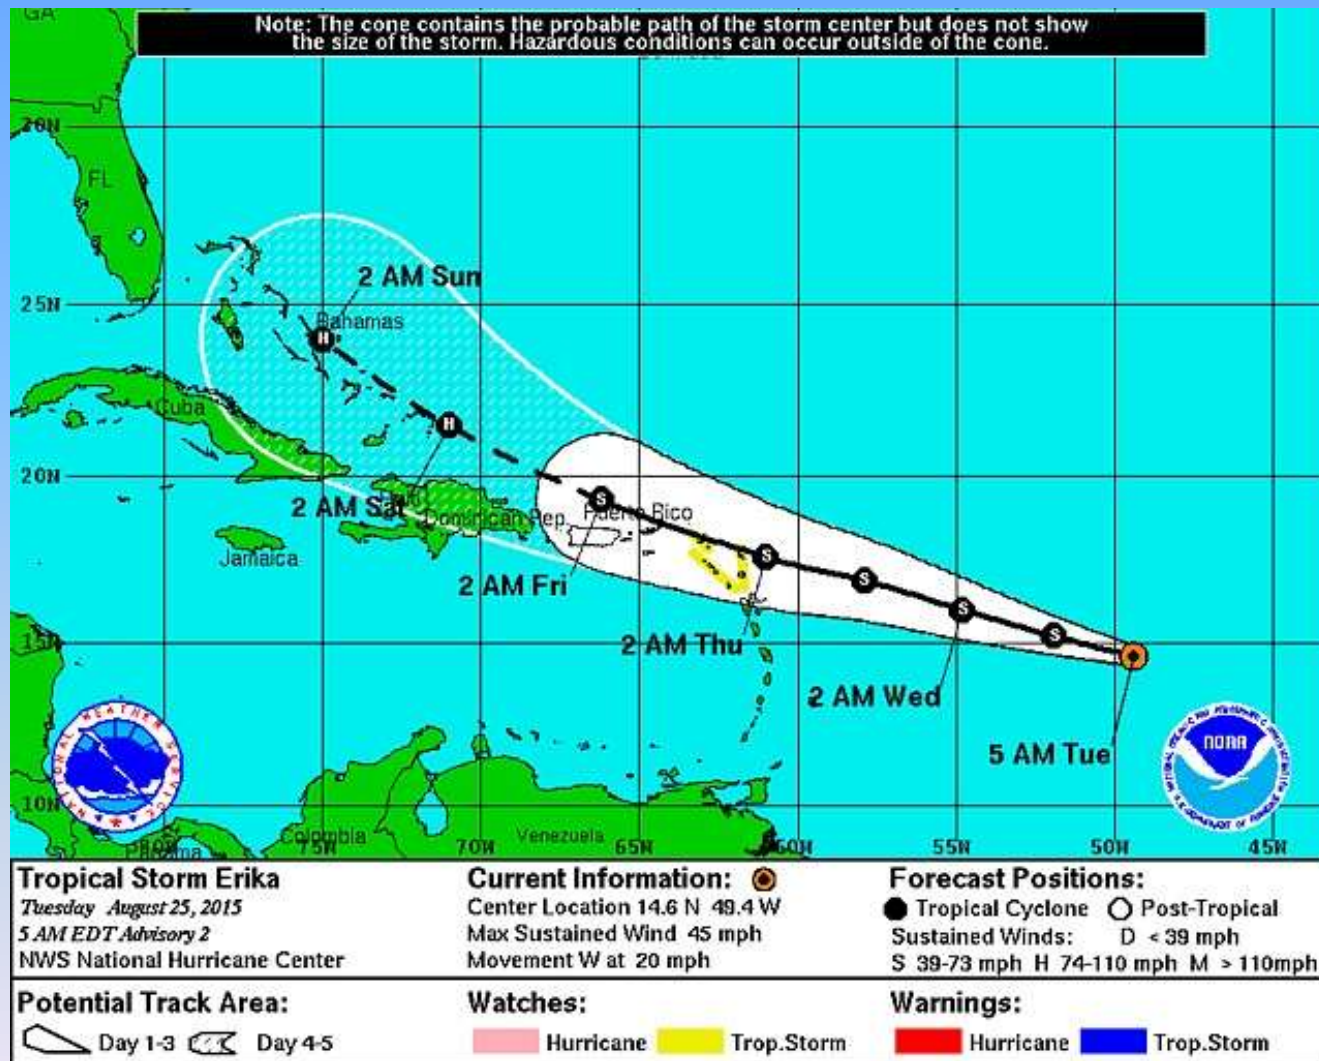 GA
Note: The cone contains the probable path of the storm center but does not show
the size of the storm. Hazardous conditions can occur outside of the cone.
30N
FL
2 AM Sun
25N
Bahamas
Cuba
20N
2 AM Sat
Dominican Rep.
Puerto Rico
Jamaica
2 AM Fri
2 AM Thu
15N
2 AM Wed
NATIONAL WEATHER SERVICE
NOAA
5 AM Tue
10N
Colombia
Venezuela
Panama
75W
70W
65W
60W
55W
50W
45W
Tropical Storm Erika
Tuesday August 25, 2015
5 AM EDT Advisory 2
NWS National Hurricane Center
Current Information:
Center Location 14.6 N 49.4 W
Max Sustained Wind 45 mph
Movement W at 20 mph
Forecast Positions:
Tropical Cyclone Post-Tropical
Sustained Winds: D < 39 mph
S 39-73 mph H 74-110 mph M > 110mph
Potential Track Area:
Day 1-3 Day 4-5
Watches:
Hurricane Trop.Storm
Warnings:
Hurricane Trop.Storm